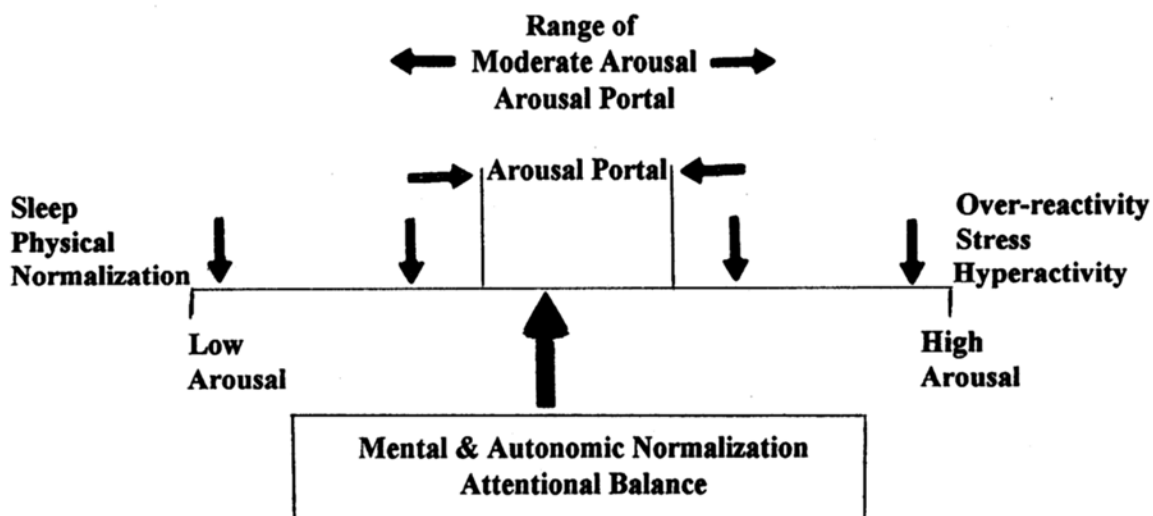 Range of
Moderate Arousal
Arousal Portal
Arousal Portal
Sleep
Physical
Normalization
Over-reactivity
Stress
Hyperactivity
Low
Arousal
High
Arousal
Mental & Autonomic Normalization
Attentional Balance